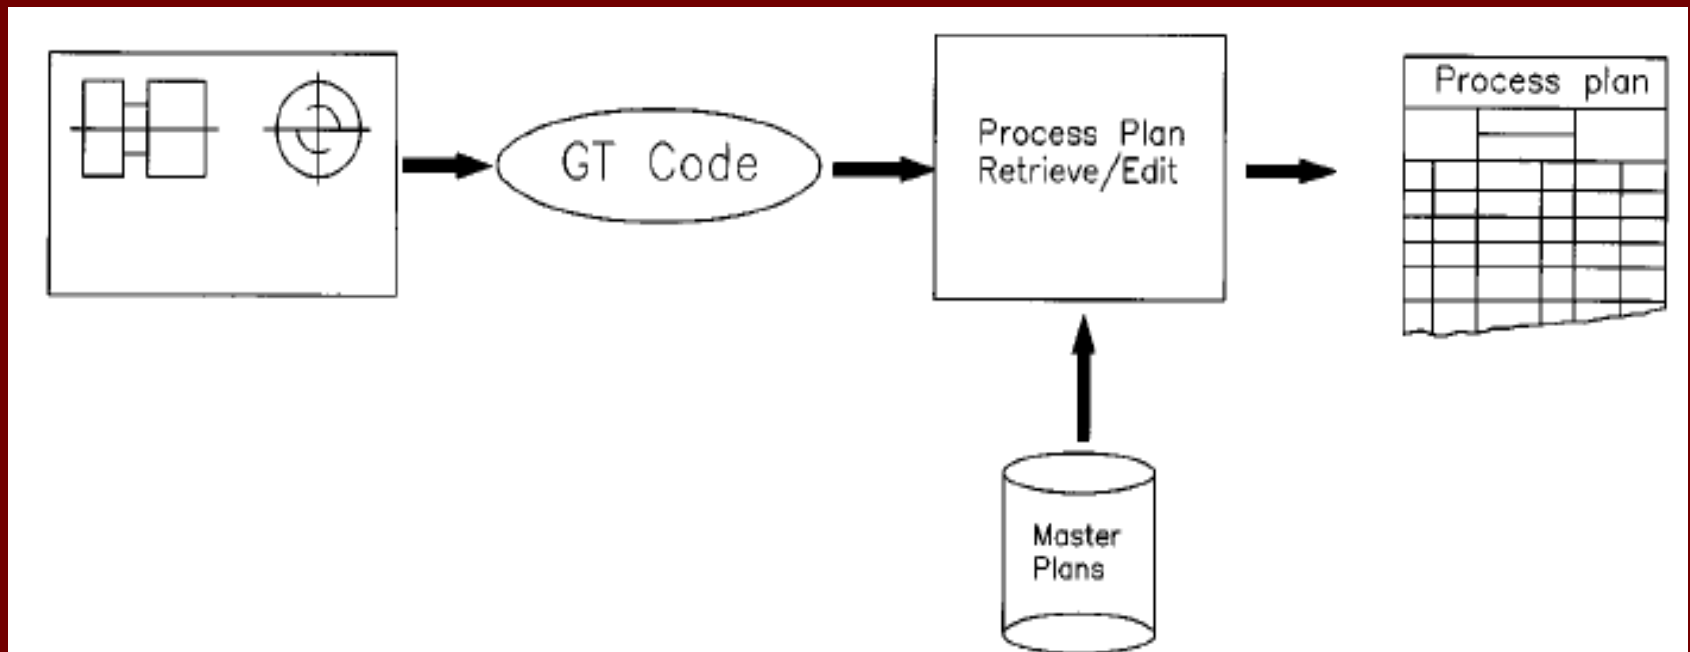 GT Code
Process Plan
Retrieve/Edit
Process plan
Master
Plans